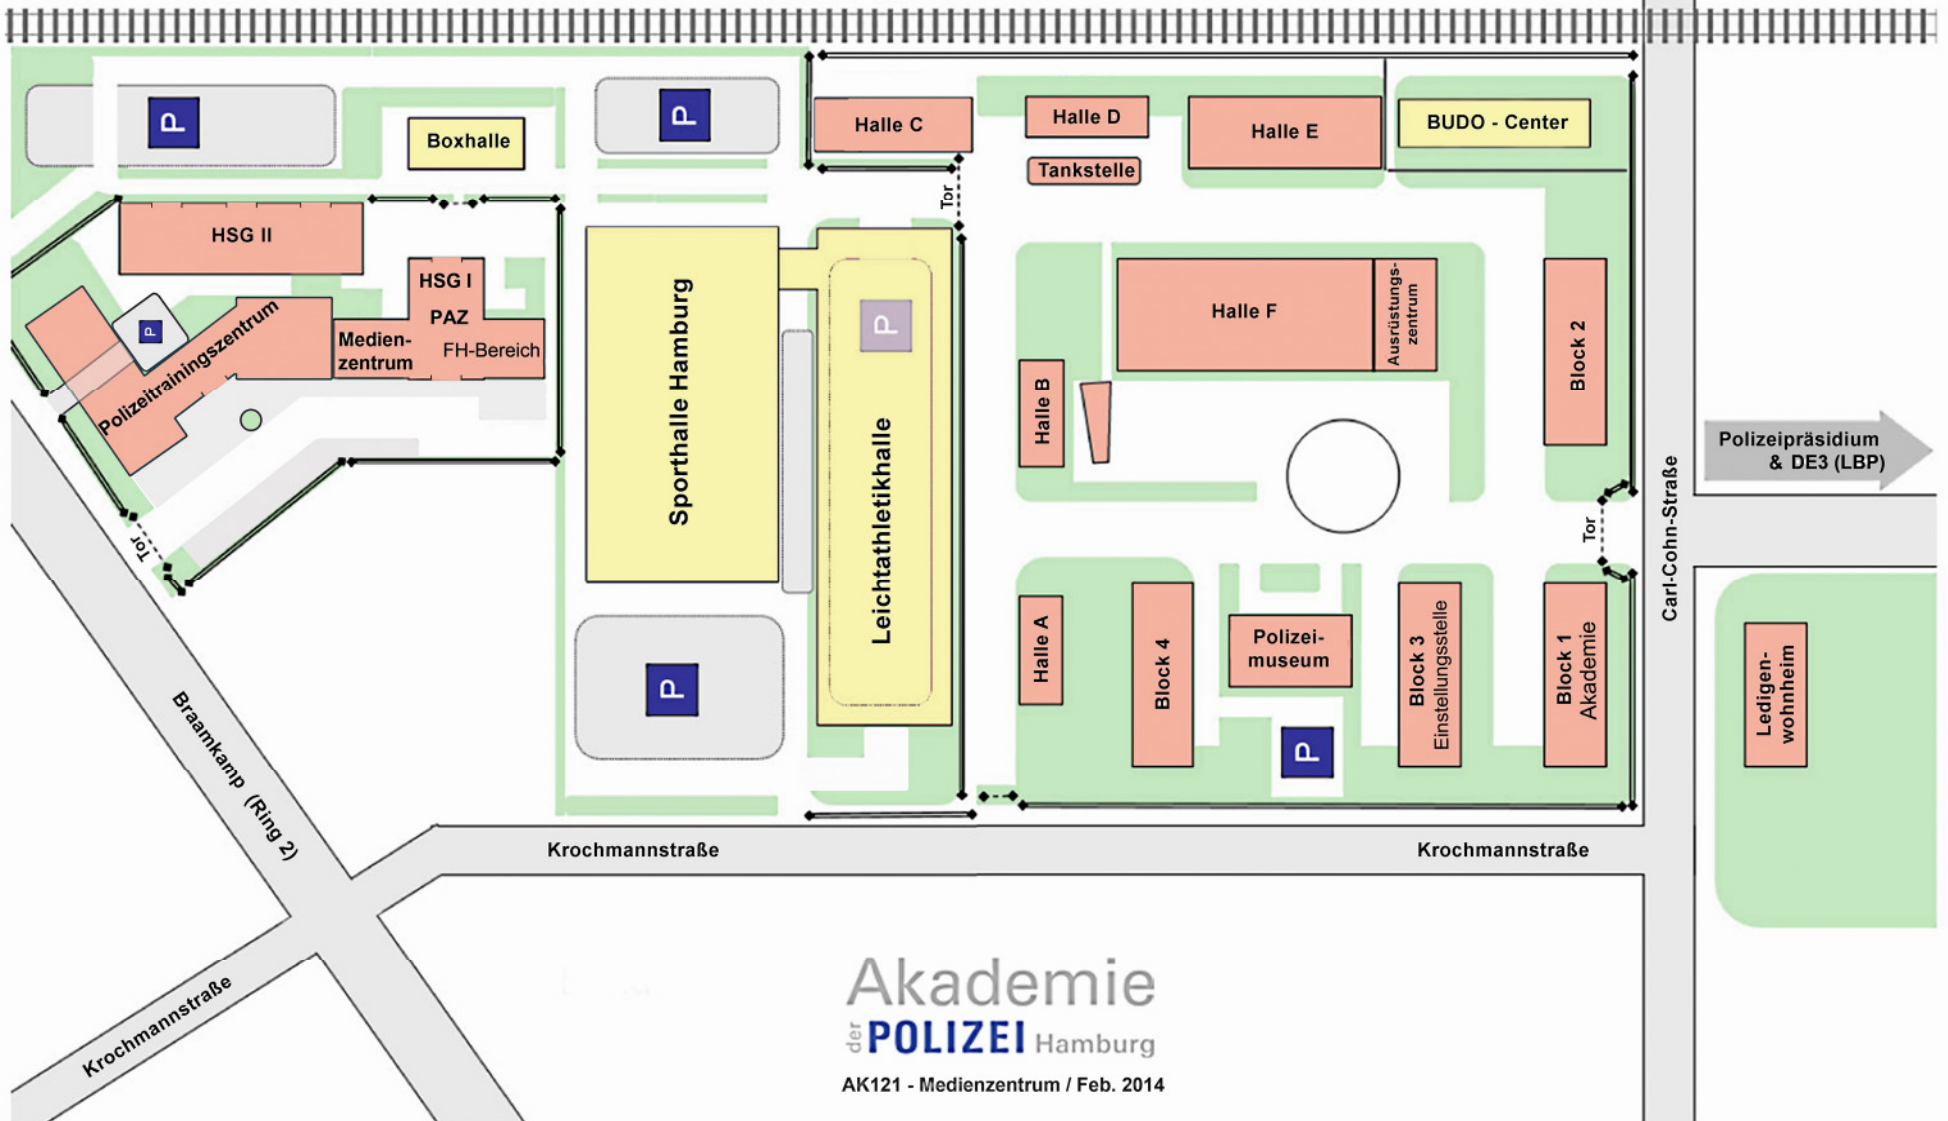 P
P
Halle C
Halle D
Halle E
BUDO - Center
Boxhalle
Tankstelle
Tor
HSG II
HSG I
PAZ
FH-Bereich
Medien-
zentrum
P
Polizeitrainingszentrum
Tor
Sporthalle Hamburg
P
Leichtathletikhalle
Halle F
Ausrüstungs-
zentrum
Block 2
Halle B
Polizeipräsidium
& DE3 (LBP)
Tor
Carl-Cohn-Straße
P
Halle A
Block 4
Polizei-
museum
P
Block 3
Einstellungsstelle
Block 1
Akademie
Ledigen-
wohnheim
Braamkamp (Ring 2)
Krochmannstraße
Krochmannstraße
Krochmannstraße
Akademie
der POLIZEI Hamburg
AK121 - Medienzentrum / Feb. 2014